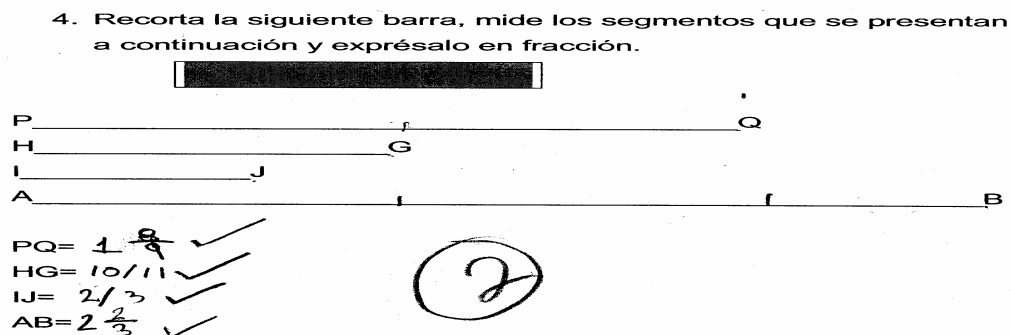 4. Recorta la siguiente barra, mide los segmentos que se presentan
a continuación y exprésalo en fracción.
P Q
H G
I J
A B
PQ= 1 8/9
HG= 10/11
IJ= 2/3
AB= 2 2/3
2